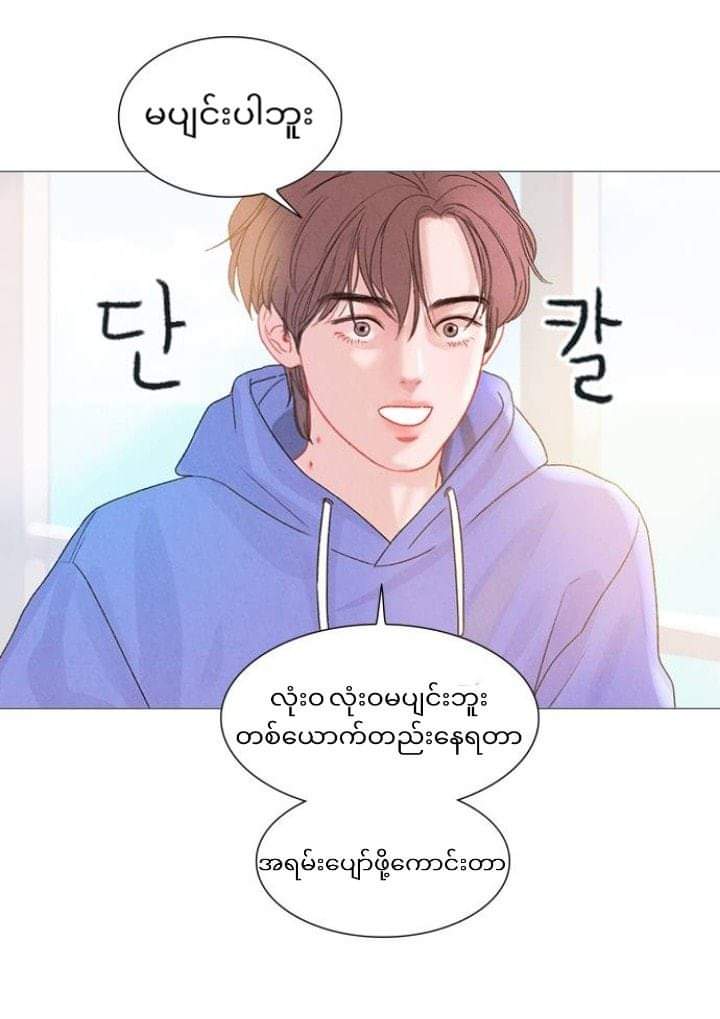 မပျင်းပါဘူး
단
칼
လုံးဝ လုံးဝမပျင်းဘူး
တစ်ယောက်တည်းနေရတာ
အရမ်းပျော်ဖို့ကောင်းတာ